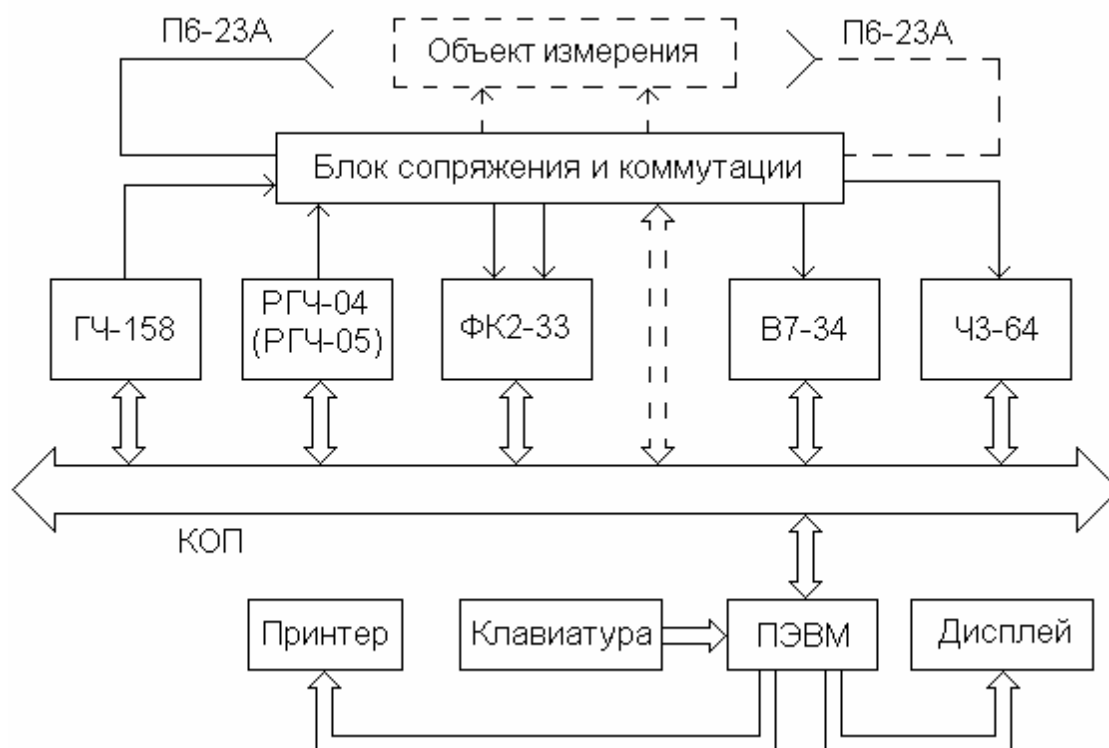 П6-23А
Объект измерения
П6-23А
Блок сопряжения и коммутации
ГЧ-158
РГЧ-04
(РГЧ-05)
ФК2-33
В7-34
Ч3-64
КОП
Принтер
Клавиатура
ПЭВМ
Дисплей